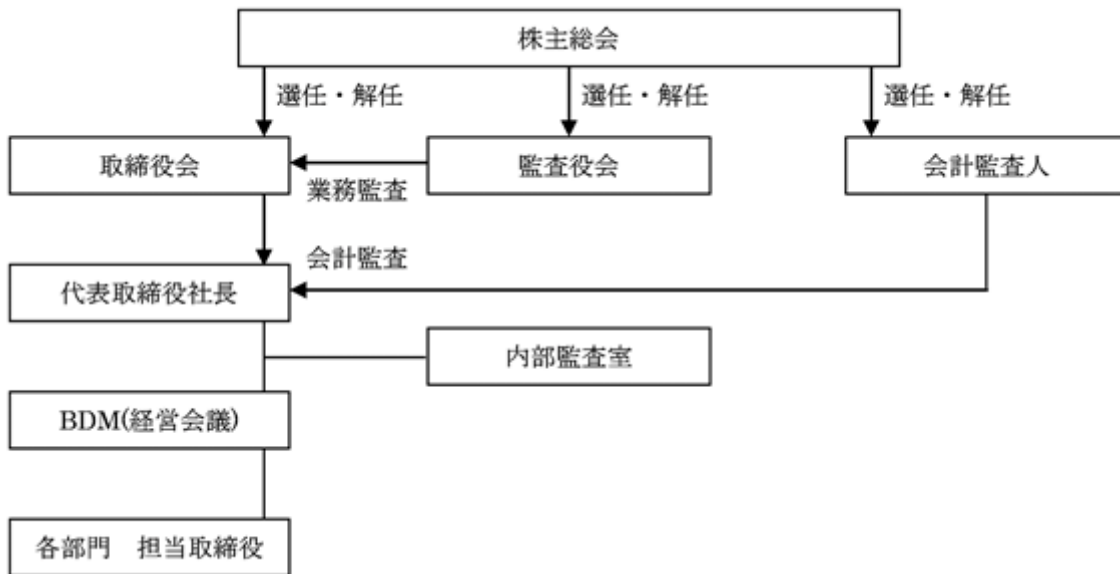 株主総会
選任・解任
選任・解任
選任・解任
取締役会
監査役会
会計監査人
業務監査
会計監査
代表取締役社長
内部監査室
BDM(経営会議)
各部門　担当取締役